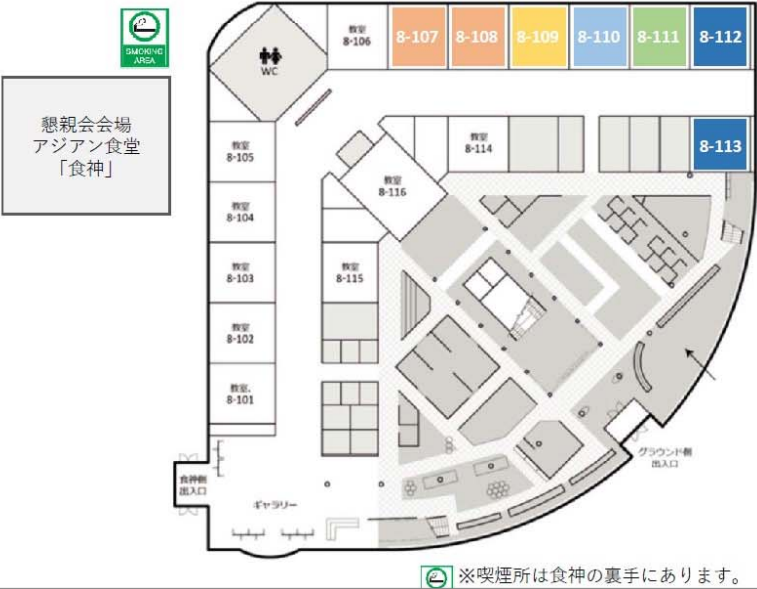 SMOKING
AREA
懇親会会場
アジアン食堂
「食神」
WC
教室
8-106
8-107
8-108
8-109
8-110
8-111
8-112
教室
8-105
教室
8-104
教室
8-103
教室
8-102
教室.
8-101
教室
8-116
教室
8-114
8-113
教室
8-115
食神側
出入口
ギャラリー
グラウンド側
出入口
※喫煙所は食神の裏手にあります。